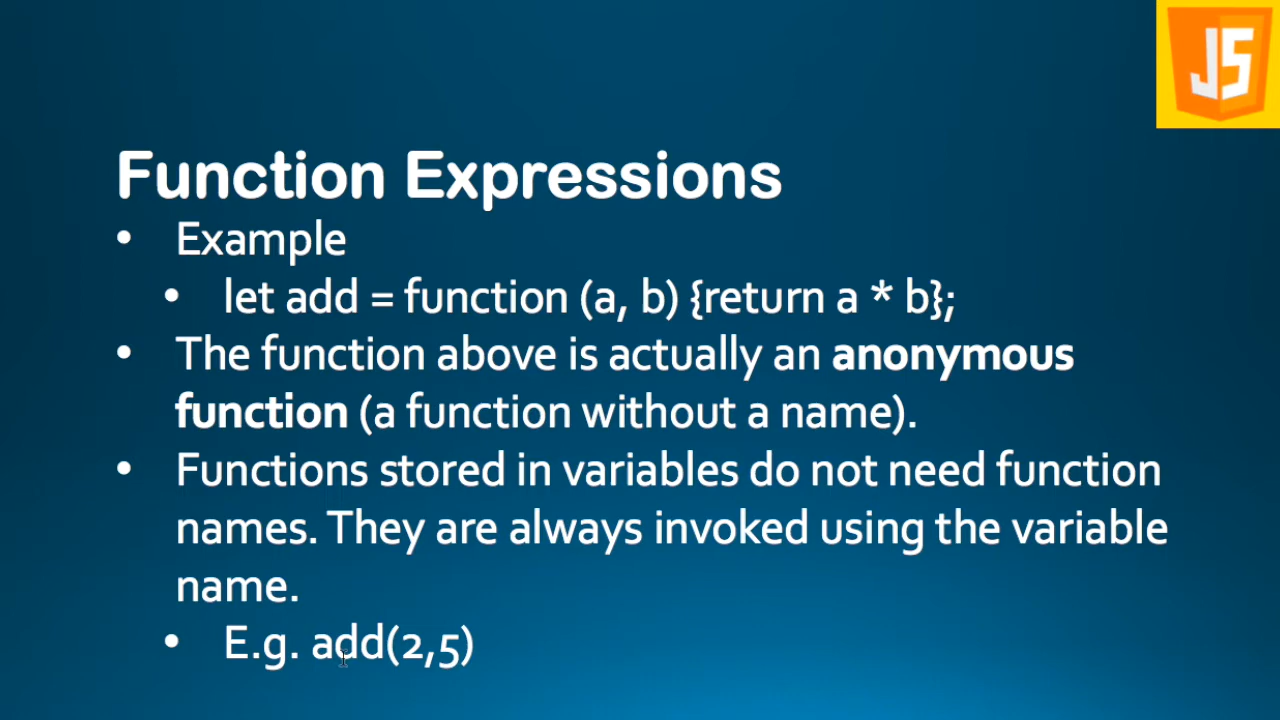 JS
Function Expressions
• Example
• let add = function (a, b) {return a * b};
• The function above is actually an anonymous
function (a function without a name).
• Functions stored in variables do not need function
names. They are always invoked using the variable
name.
• E.g. add(2,5)